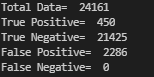 Total Data=  24161
True Positive=  450
True Negative=  21425
False Positive=  2286
False Negative=  0